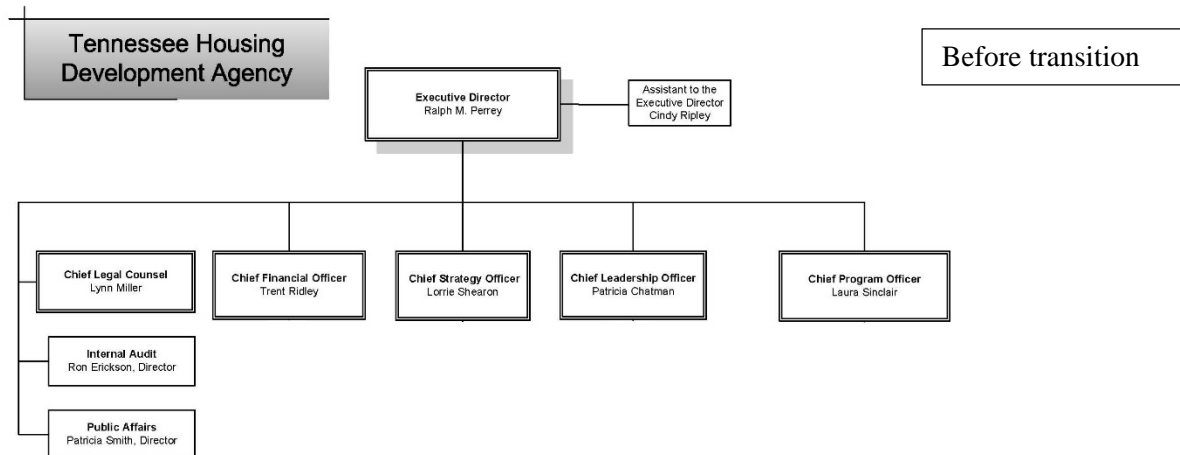 Tennessee Housing
Development Agency
Before transition
Executive Director
Ralph M. Perrey
Assistant to the
Executive Director
Cindy Ripley
Chief Legal Counsel
Lynn Miller
Chief Financial Officer
Trent Ridley
Chief Strategy Officer
Lorrie Shearon
Chief Leadership Officer
Patricia Chatman
Chief Program Officer
Laura Sinclair
Internal Audit
Ron Erickson, Director
Public Affairs
Patricia Smith, Director